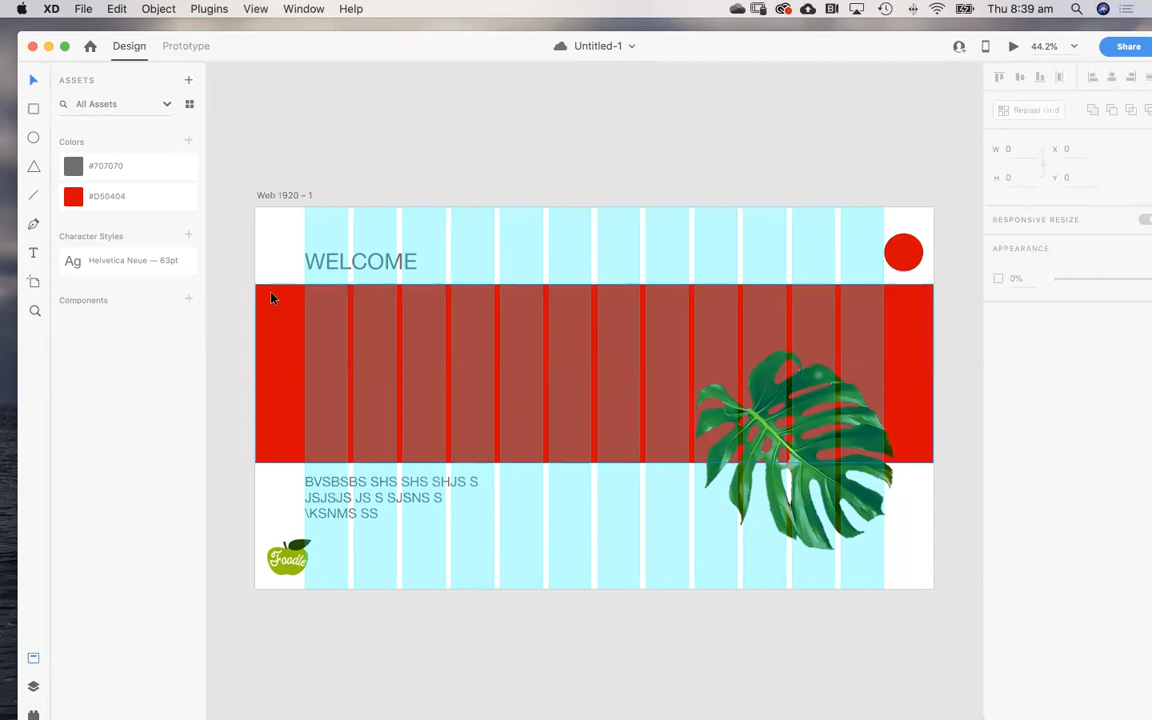 XD File Edit Object Plugins View Window Help Thu 8:39 am
Design Prototype Untitled-1 44.2% Share
ASSETS
All Assets
Colors
#707070
#D50404
Character Styles
Ag Helvetica Neue — 63pt
Components
Web 1920 – 1
WELCOME
BVSBSBS SHS SHS SHJS S
JSJSJS JS S SJSNS S
\KSNMS SS
Foodle
Repeat Grid
W 0 X 0
H 0 Y 0
RESPONSIVE RESIZE
APPEARANCE
0%